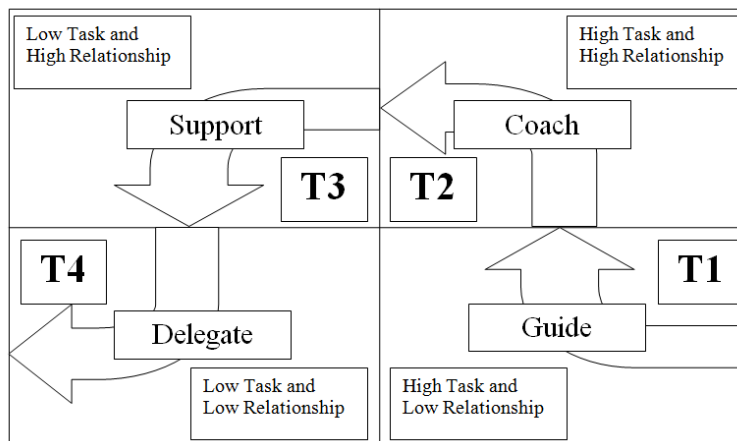 Low Task and
High Relationship
High Task and
High Relationship
Support
Coach
T3
T2
T4
T1
Delegate
Guide
Low Task and
Low Relationship
High Task and
Low Relationship